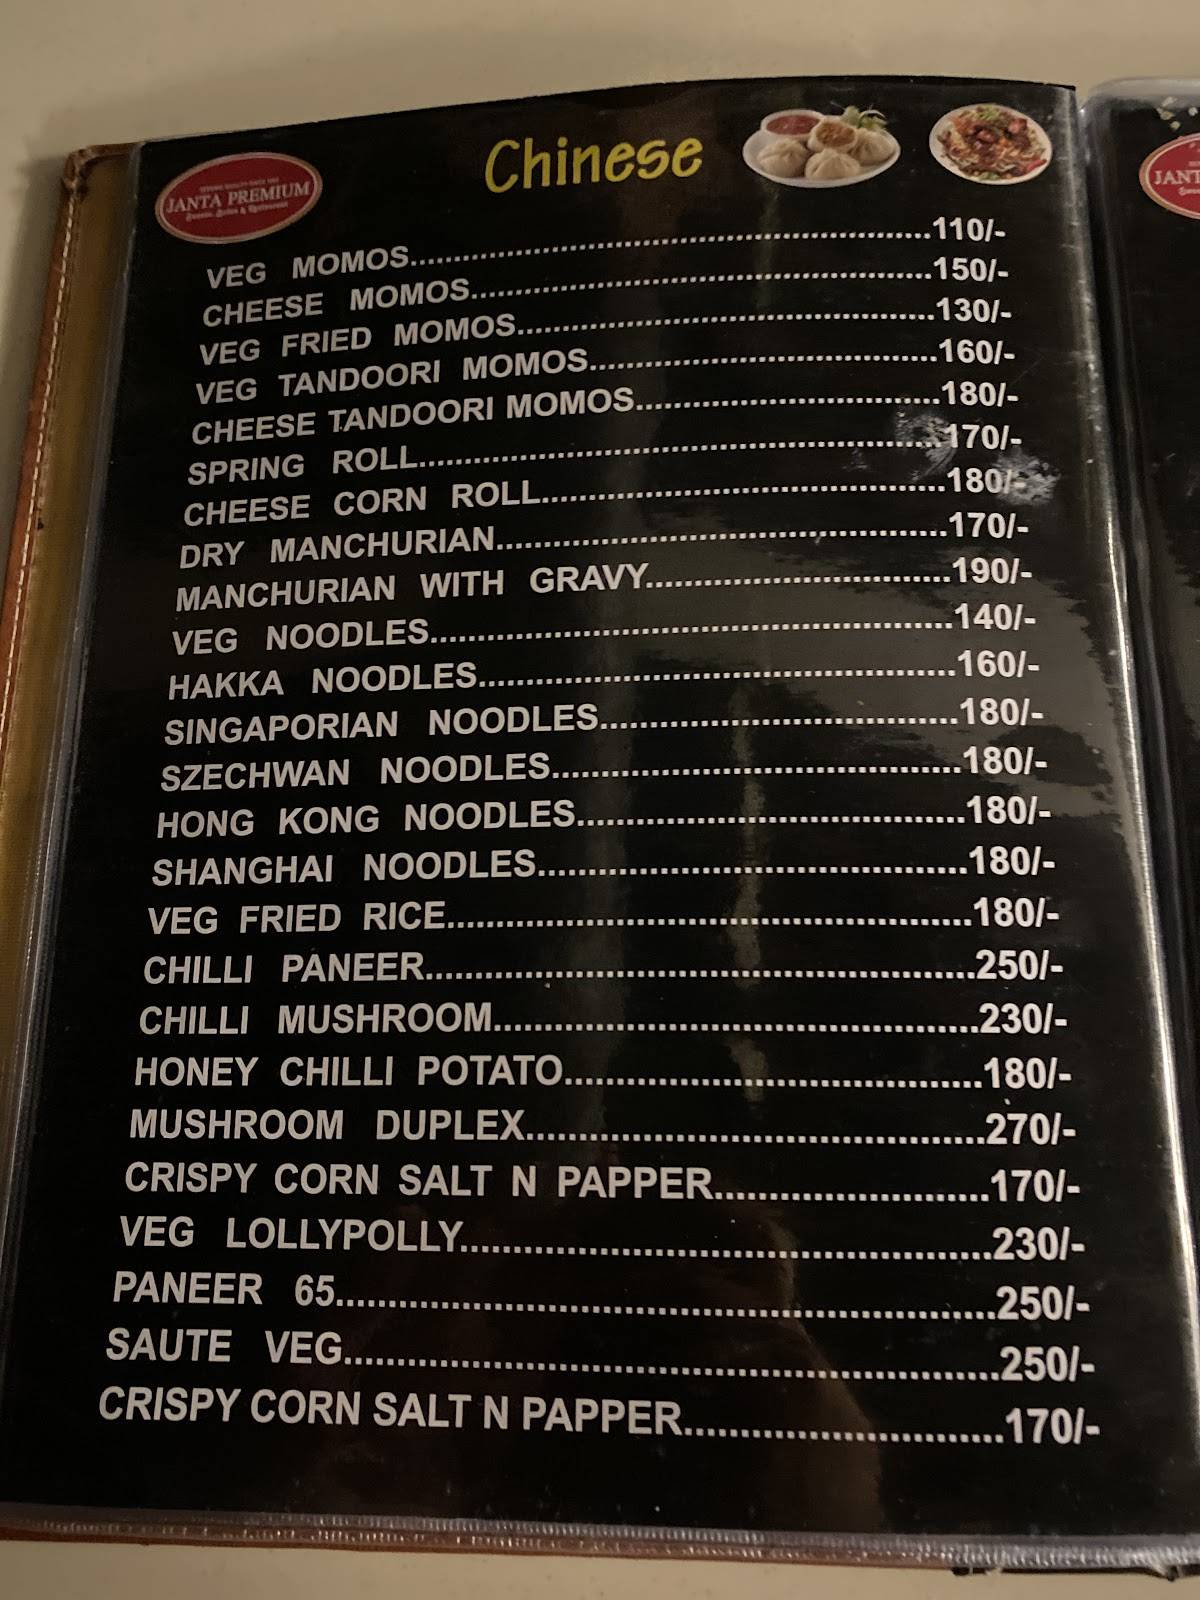 Chinese
JANTA PREMIUM
Sweets, Bakes & Restaurant
JANT
VEG MOMOS..........110/-
CHEESE MOMOS..........150/-
VEG FRIED MOMOS..........130/-
VEG TANDOORI MOMOS..........160/-
CHEESE TANDOORI MOMOS..........180/-
SPRING ROLL..........170/-
CHEESE CORN ROLL..........180/-
DRY MANCHURIAN..........170/-
MANCHURIAN WITH GRAVY..........190/-
VEG NOODLES..........140/-
HAKKA NOODLES..........160/-
SINGAPORIAN NOODLES..........180/-
SZECHWAN NOODLES..........180/-
HONG KONG NOODLES..........180/-
SHANGHAI NOODLES..........180/-
VEG FRIED RICE..........180/-
CHILLI PANEER..........250/-
CHILLI MUSHROOM..........230/-
HONEY CHILLI POTATO..........180/-
MUSHROOM DUPLEX..........270/-
CRISPY CORN SALT N PAPPER..........170/-
VEG LOLLYPOLLY..........230/-
PANEER 65..........250/-
SAUTE VEG..........250/-
CRISPY CORN SALT N PAPPER..........170/-